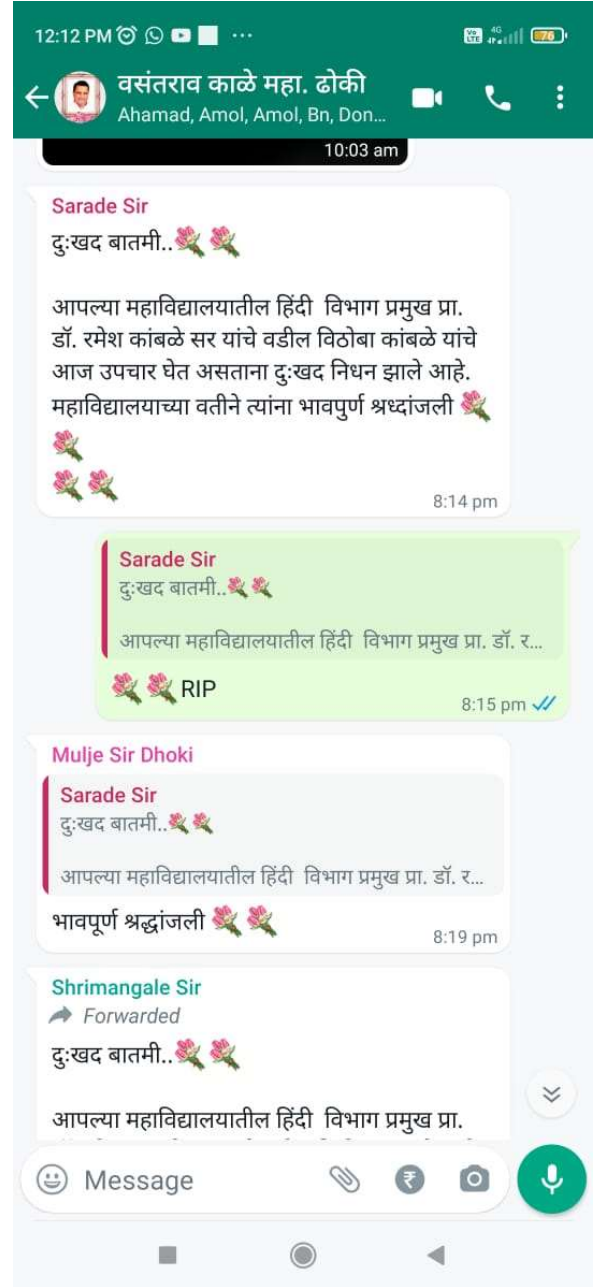 12:12 PM
Vo LTE 4G 76
वसंतराव काळे महा. ढोकी
Ahamad, Amol, Amol, Bn, Don...
10:03 am
Sarade Sir
दुःखद बातमी..💐💐
आपल्या महाविद्यालयातील हिंदी विभाग प्रमुख प्रा.
डॉ. रमेश कांबळे सर यांचे वडील विठोबा कांबळे यांचे
आज उपचार घेत असताना दुःखद निधन झाले आहे.
महाविद्यालयाच्या वतीने त्यांना भावपुर्ण श्रध्दांजली 💐
💐
💐💐
8:14 pm
Sarade Sir
दुःखद बातमी..💐💐
आपल्या महाविद्यालयातील हिंदी विभाग प्रमुख प्रा. डॉ. र...
💐💐 RIP
8:15 pm
Mulje Sir Dhoki
Sarade Sir
दुःखद बातमी..💐💐
आपल्या महाविद्यालयातील हिंदी विभाग प्रमुख प्रा. डॉ. र...
भावपूर्ण श्रद्धांजली 💐💐
8:19 pm
Shrimangale Sir
Forwarded
दुःखद बातमी..💐💐
आपल्या महाविद्यालयातील हिंदी विभाग प्रमुख प्रा.
Message